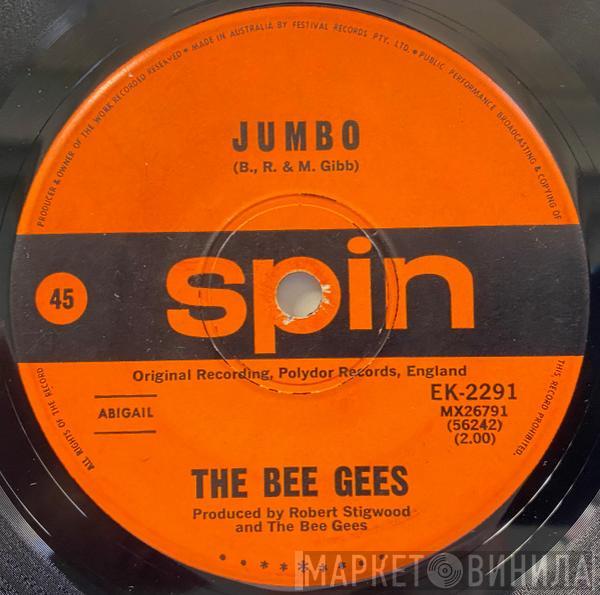 PRODUCER & OWNER OF THE WORK RECORDED RESERVED • MADE IN AUSTRALIA BY FESTIVAL RECORDS PTY. LTD. • PUBLIC PERFORMANCE BROADCASTING & COPYING OF
JUMBO
(B., R. & M. Gibb)
45
spin
Original Recording, Polydor Records, England
EK-2291
MX26791
(56242)
(2.00)
ABIGAIL
THE BEE GEES
Produced by Robert Stigwood
and The Bee Gees
ALL RIGHTS OF THE RECORD
THIS RECORD PROHIBITED.
МАРКЕТ ВИНИЛА